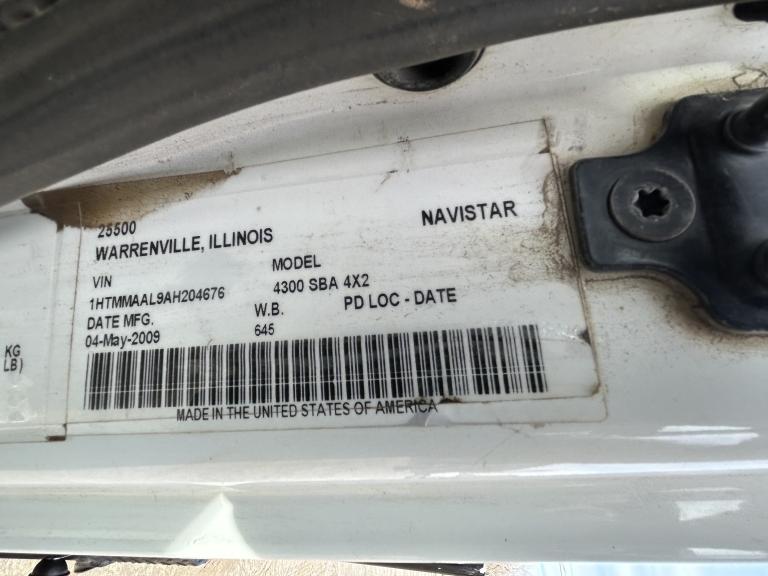 25500
WARRENVILLE, ILLINOIS NAVISTAR
VIN MODEL
1HTMMAAL9AH204676 4300 SBA 4X2
DATE MFG. W.B. PD LOC - DATE
04-May-2009 645
KG
LB)
MADE IN THE UNITED STATES OF AMERICA